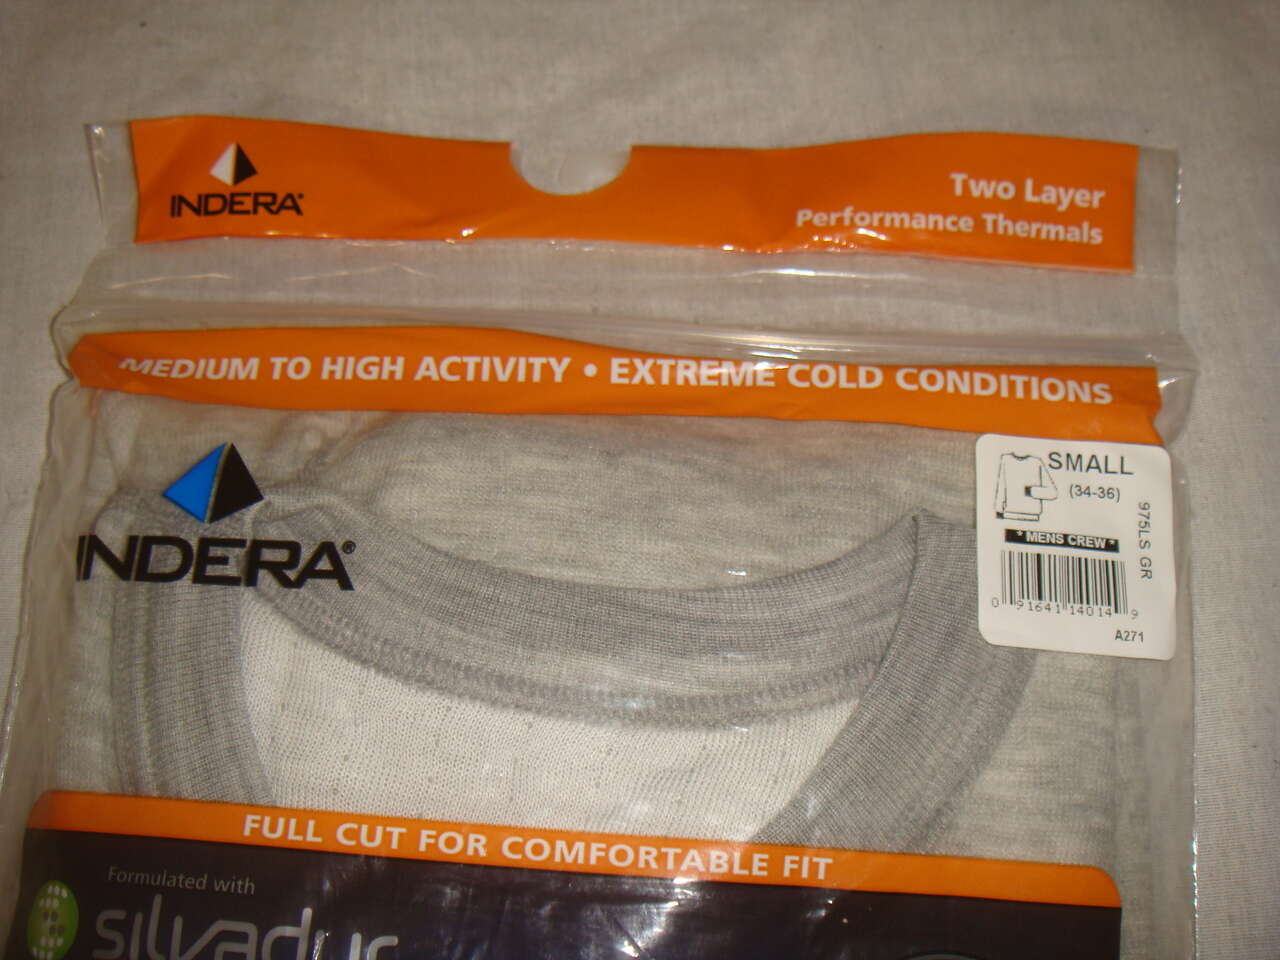 INDERA®
Two Layer
Performance Thermals
MEDIUM TO HIGH ACTIVITY • EXTREME COLD CONDITIONS
INDERA®
SMALL
(34-36)
975LS GR
* MENS CREW *
0 91641 14014 9
A271
FULL CUT FOR COMFORTABLE FIT
Formulated with
silvadur